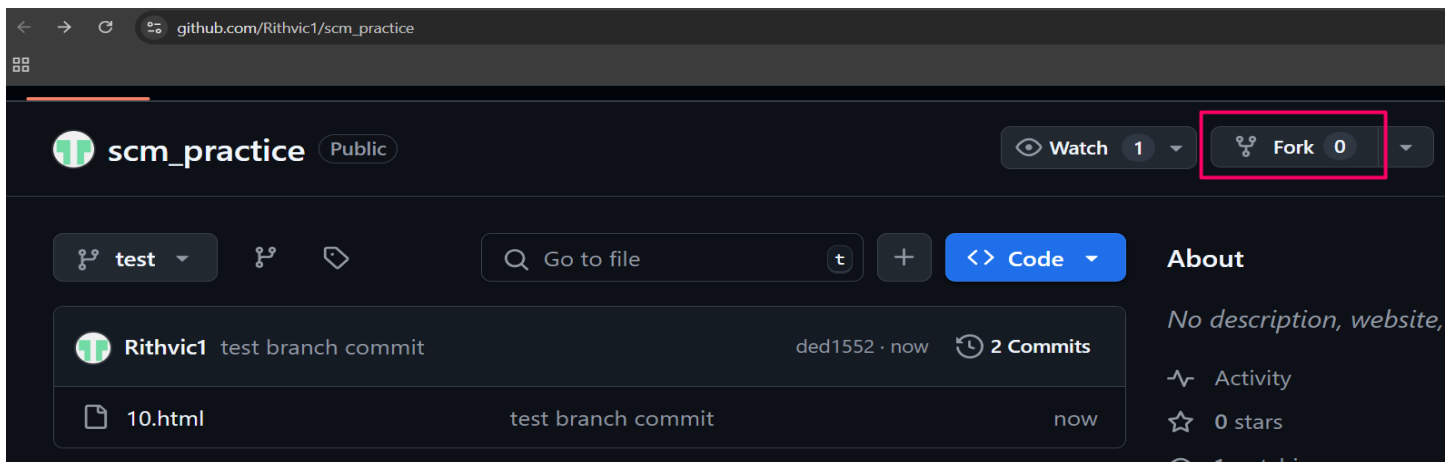 github.com/Rithvic1/scm_practice
scm_practice Public Watch 1 Fork 0
test Go to file t Code About
No description, website,
Rithvic1 test branch commit ded1552 · now 2 Commits
Activity
10.html test branch commit now 0 stars